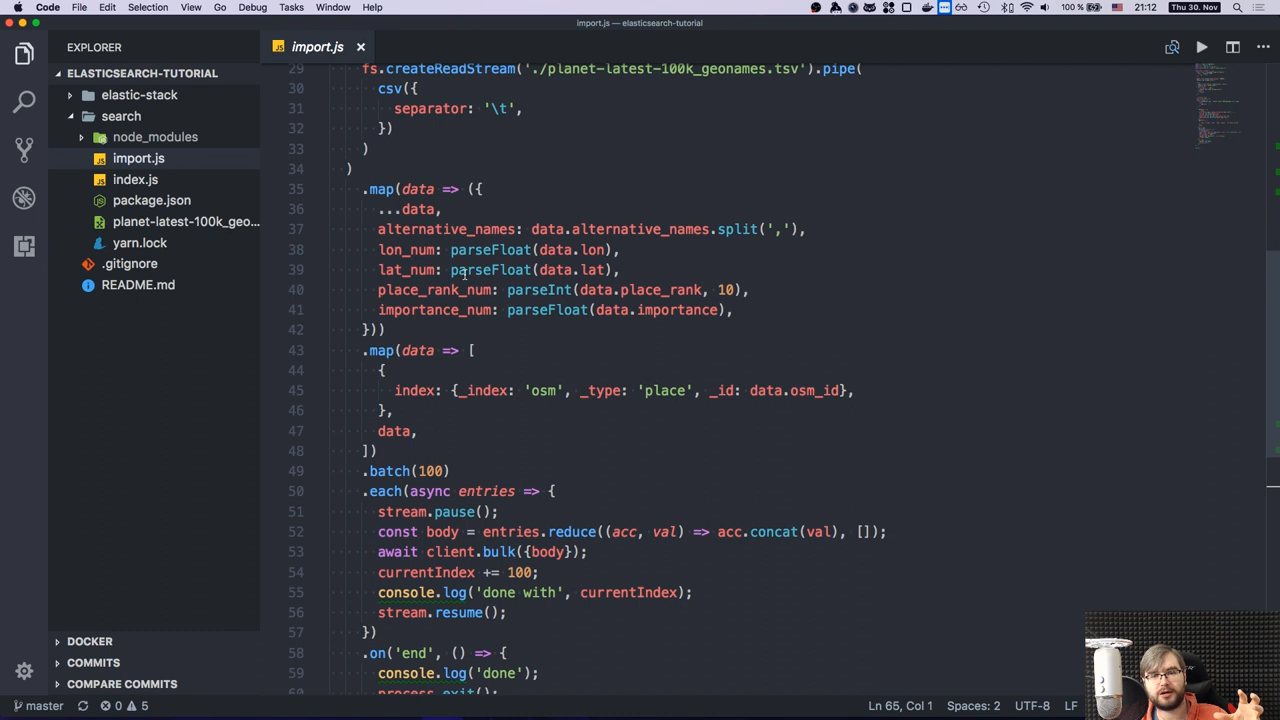 Code File Edit Selection View Go Debug Tasks Window Help
100 % 21:12 Thu 30. Nov
import.js — elasticsearch-tutorial
EXPLORER
ELASTICSEARCH-TUTORIAL
elastic-stack
search
node_modules
import.js
index.js
package.json
planet-latest-100k_geo...
yarn.lock
.gitignore
README.md
DOCKER
COMMITS
COMPARE COMMITS
import.js
29 fs.createReadStream('./planet-latest-100k_geonames.tsv').pipe(
30 csv({
31 separator: '\t',
32 })
33 )
34 )
35 .map(data => ({
36 ...data,
37 alternative_names: data.alternative_names.split(','),
38 lon_num: parseFloat(data.lon),
39 lat_num: parseFloat(data.lat),
40 place_rank_num: parseInt(data.place_rank, 10),
41 importance_num: parseFloat(data.importance),
42 }))
43 .map(data => [
44 {
45 index: {_index: 'osm', _type: 'place', _id: data.osm_id},
46 },
47 data,
48 ])
49 .batch(100)
50 .each(async entries => {
51 stream.pause();
52 const body = entries.reduce((acc, val) => acc.concat(val), []);
53 await client.bulk({body});
54 currentIndex += 100;
55 console.log('done with', currentIndex);
56 stream.resume();
57 })
58 .on('end', () => {
59 console.log('done');
60 process.exit();
master 0 5
Ln 65, Col 1 Spaces: 2 UTF-8 LF